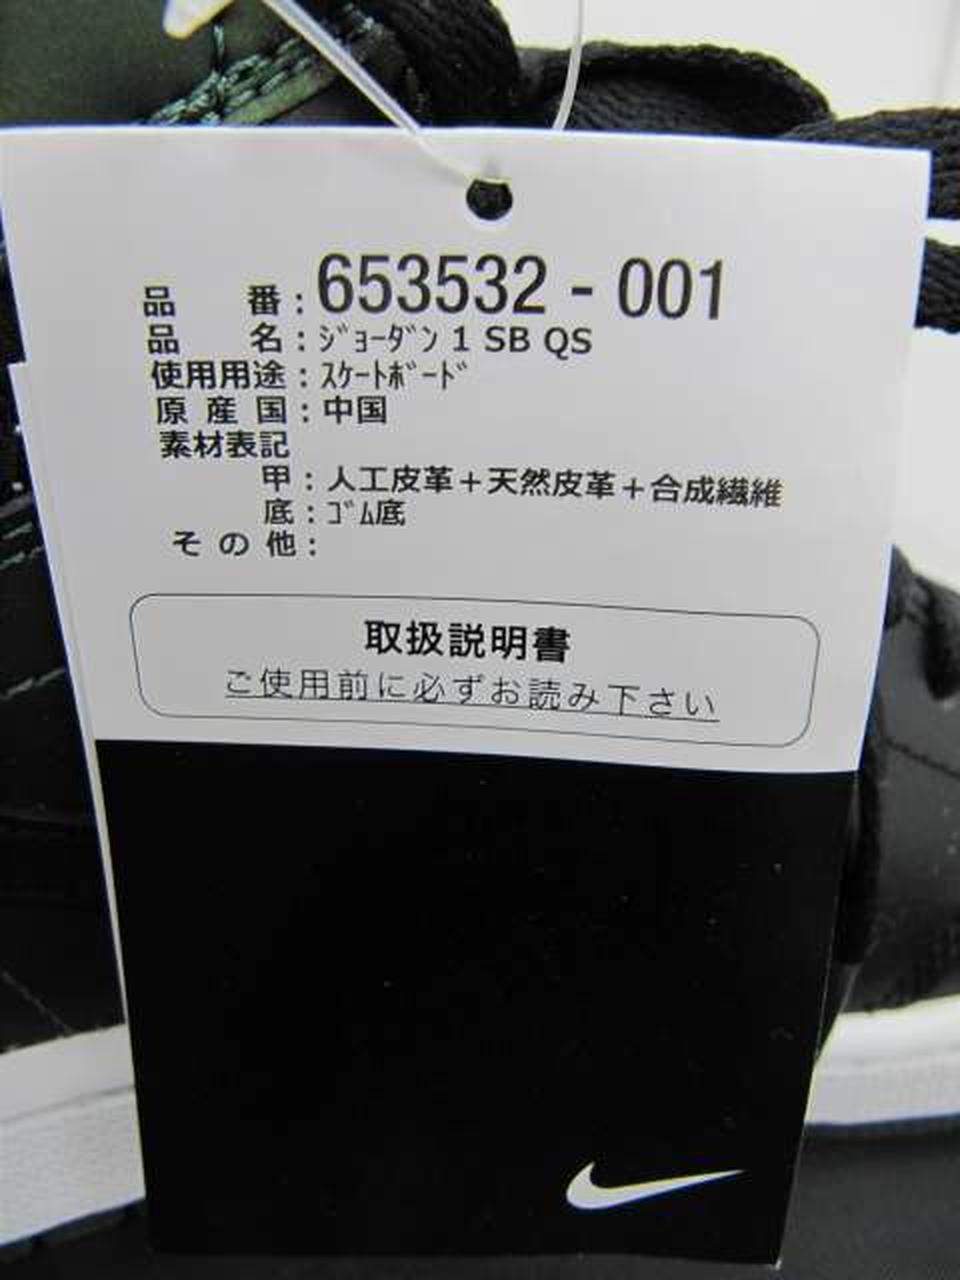 品 番：653532 - 001
品 名：ｼﾞｮｰﾀﾞﾝ 1 SB QS
使用用途：ｽｹｰﾄﾎﾞｰﾄﾞ
原 産 国：中国
素材表記
甲：人工皮革＋天然皮革＋合成繊維
底：ｺﾞﾑ底
そ の 他：
取扱説明書
ご使用前に必ずお読み下さい